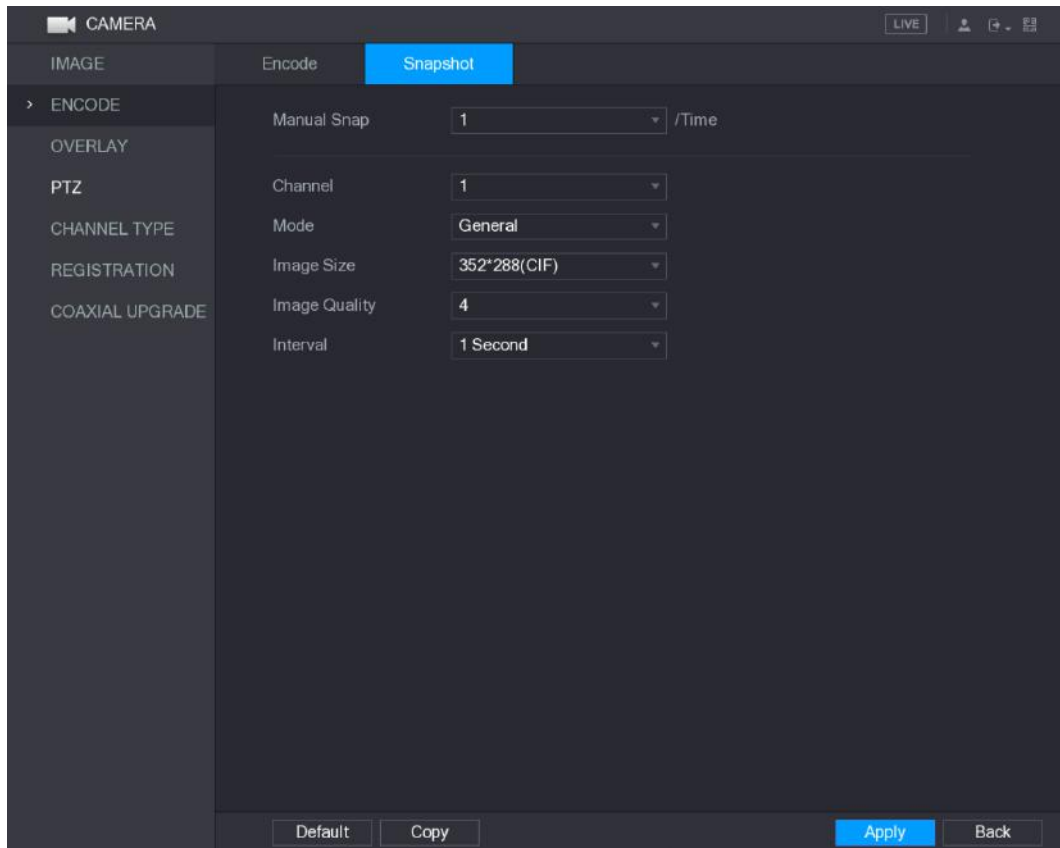 CAMERA
LIVE
IMAGE
Encode
Snapshot
ENCODE
Manual Snap 1 /Time
OVERLAY
PTZ
Channel 1
CHANNEL TYPE
Mode General
REGISTRATION
Image Size 352*288(CIF)
COAXIAL UPGRADE
Image Quality 4
Interval 1 Second
Default
Copy
Apply
Back